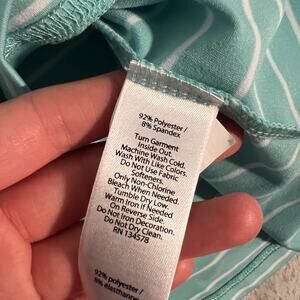 92% Polyester /
8% Spandex
Turn Garment
Inside Out.
Machine Wash Cold.
Wash With Like Colors.
Do Not Use Fabric
Softeners.
Only Non-Chlorine
Bleach When Needed.
Tumble Dry Low.
Warm Iron If Needed
On Reverse Side.
Do Not Iron Decoration.
Do Not Dry Clean.
RN 134578
92% polyester /
8% élasthanne